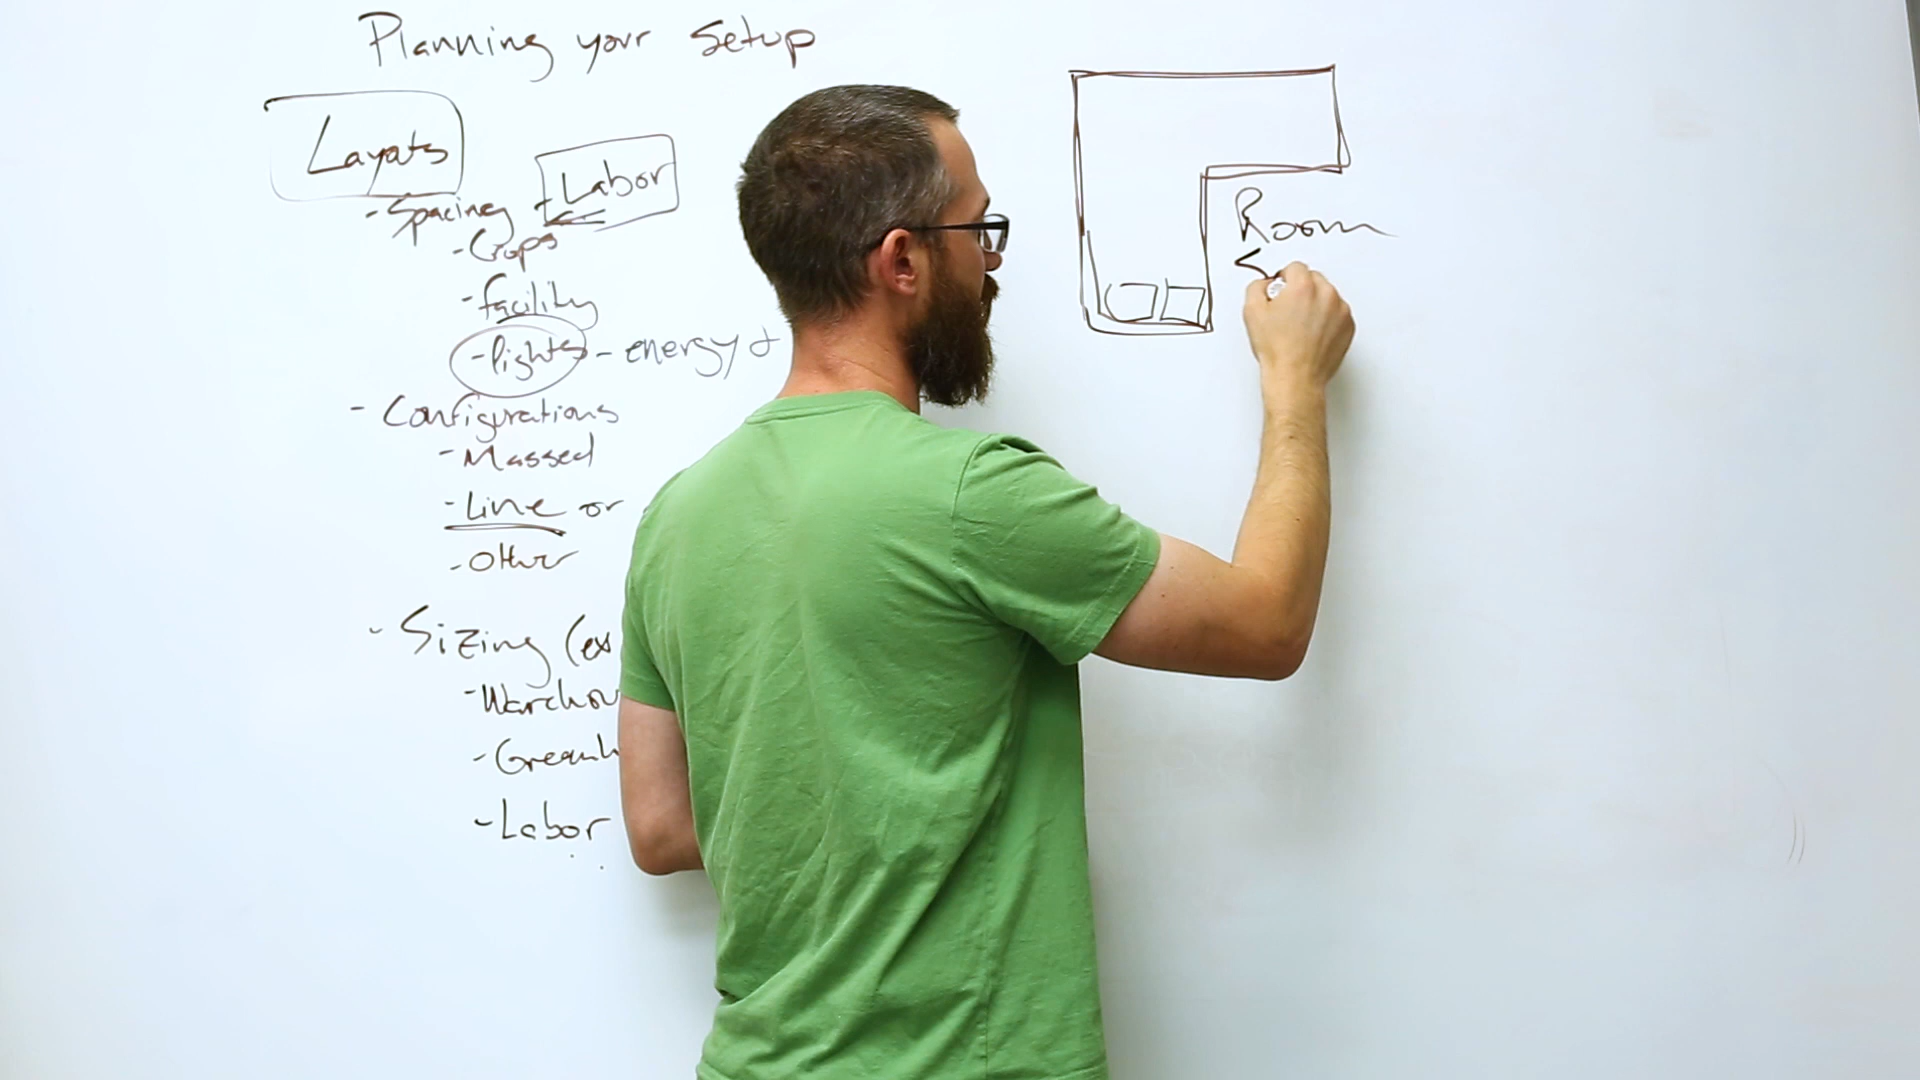 Planning your Setup
Layouts
Labor
- Spacing -
- Crops
- facility
- lights - energy +
- Configurations
- Massed
- Line or
- Other
- Sizing (ex
- Warehou
- Greenh
- Labor
Room
S